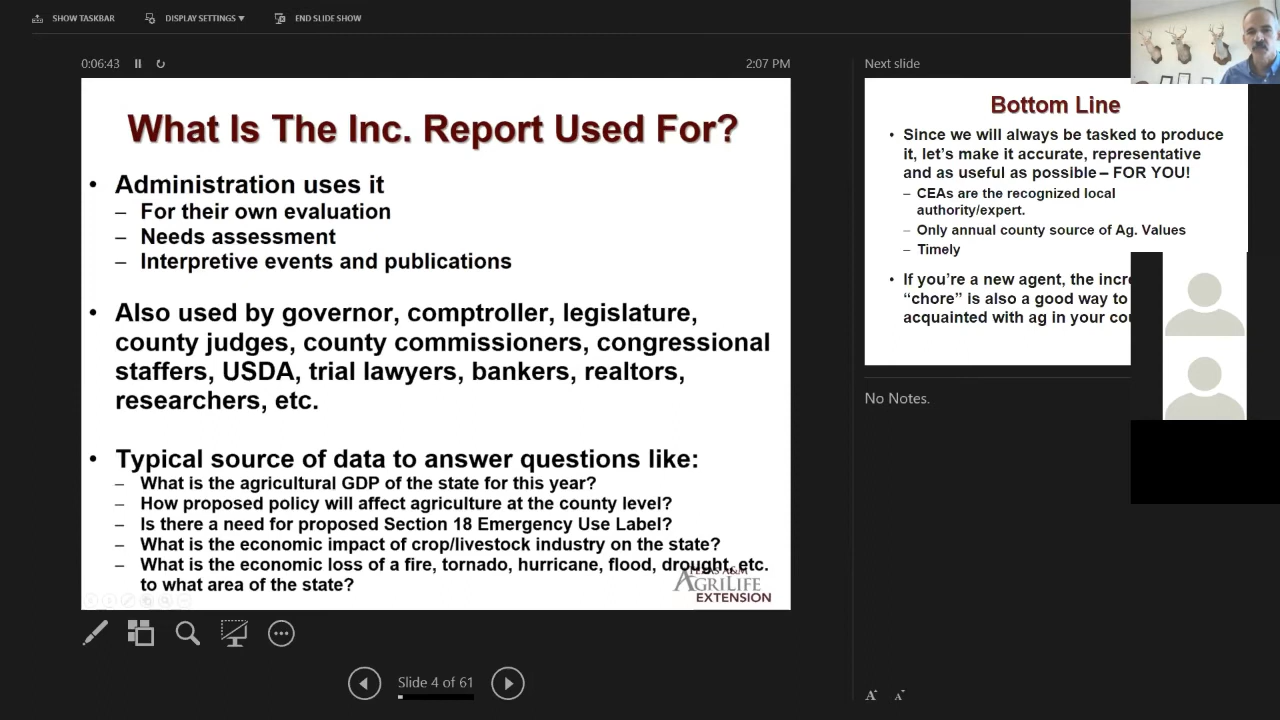 SHOW TASKBAR
DISPLAY SETTINGS
END SLIDE SHOW
0:06:43
2:07 PM
What Is The Inc. Report Used For?
• Administration uses it
– For their own evaluation
– Needs assessment
– Interpretive events and publications
• Also used by governor, comptroller, legislature,
county judges, county commissioners, congressional
staffers, USDA, trial lawyers, bankers, realtors,
researchers, etc.
• Typical source of data to answer questions like:
– What is the agricultural GDP of the state for this year?
– How proposed policy will affect agriculture at the county level?
– Is there a need for proposed Section 18 Emergency Use Label?
– What is the economic impact of crop/livestock industry on the state?
– What is the economic loss of a fire, tornado, hurricane, flood, drought, etc.
to what area of the state?
TEXAS A&M
AGRILIFE
EXTENSION
Slide 4 of 61
Next slide
Bottom Line
• Since we will always be tasked to produce
it, let's make it accurate, representative
and as useful as possible – FOR YOU!
– CEAs are the recognized local
authority/expert.
– Only annual county source of Ag. Values
– Timely
• If you're a new agent, the
"chore" is also a good way to
acquainted with ag in your
No Notes.
A
A